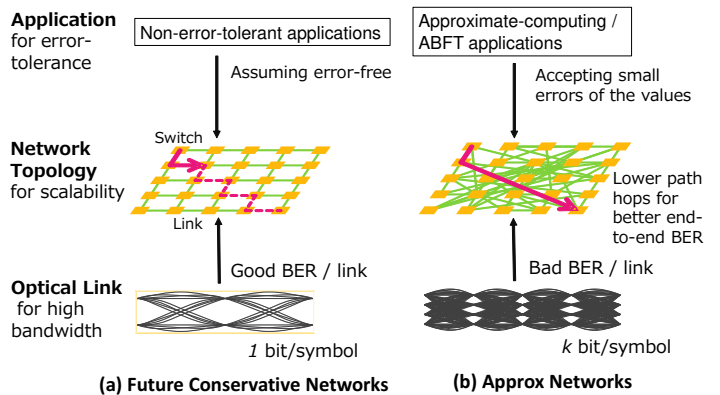 Application
for error-
tolerance
Non-error-tolerant applications
Approximate-computing /
ABFT applications
Assuming error-free
Accepting small
errors of the values
Network
Topology
for scalability
Switch
Link
Lower path
hops for
better end-
to-end BER
Good BER / link
Bad BER / link
Optical Link
for high
bandwidth
1 bit/symbol
k bit/symbol
(a) Future Conservative Networks
(b) Approx Networks